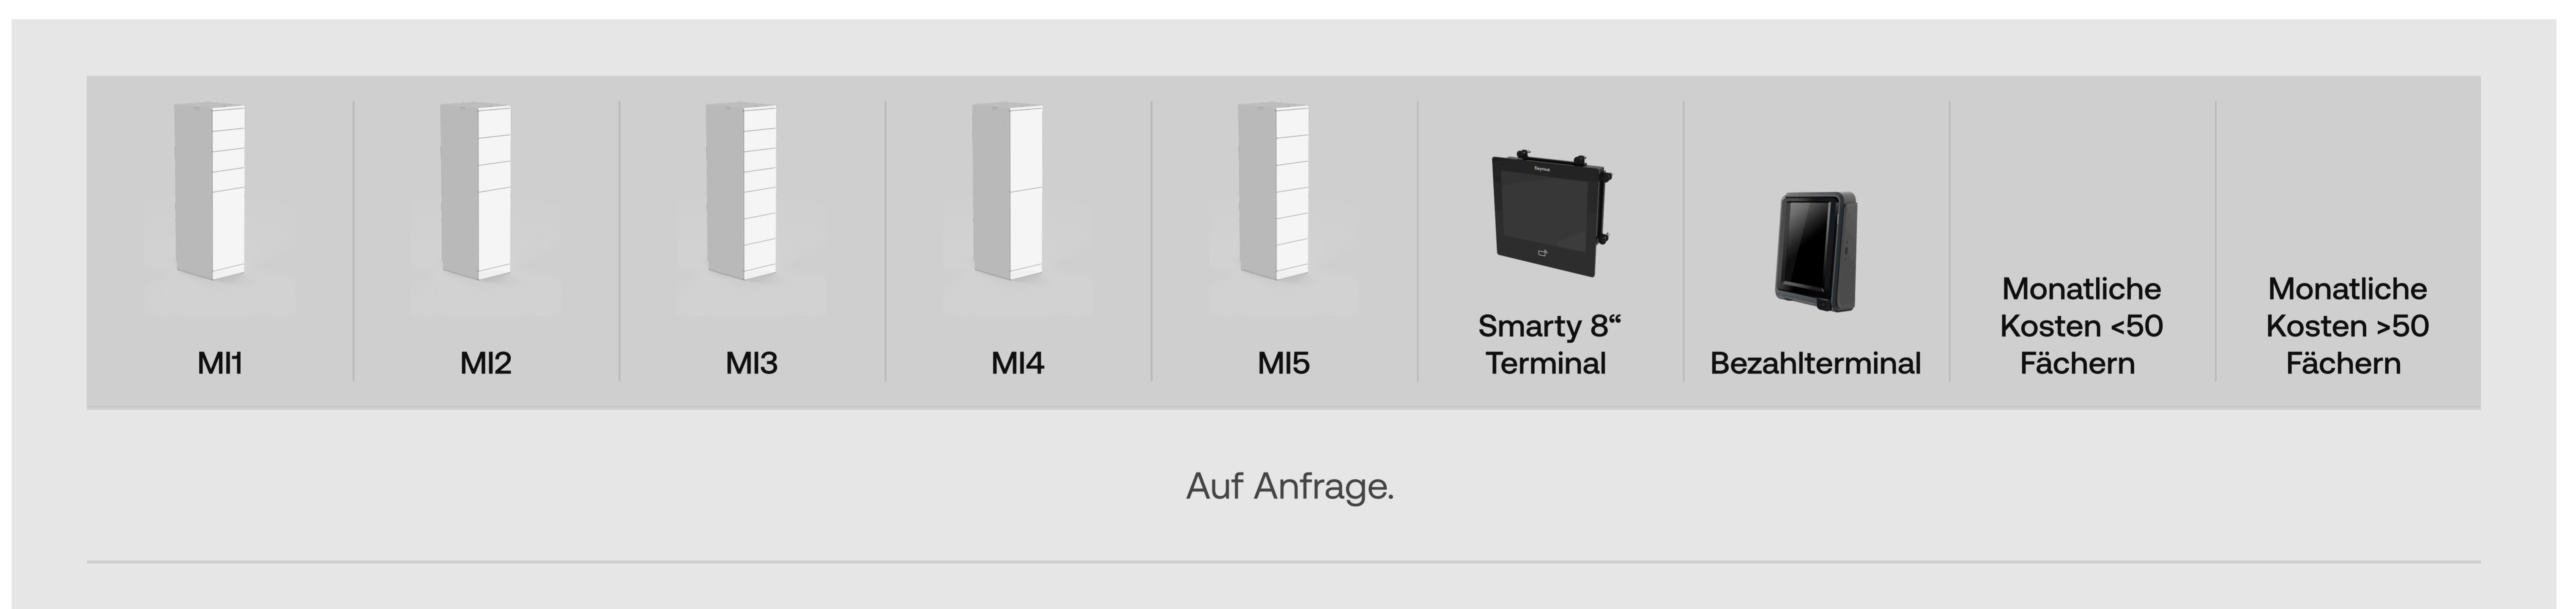 MI1
MI2
MI3
MI4
MI5
Smarty 8“
Terminal
Bezahlterminal
Monatliche
Kosten <50
Fächern
Monatliche
Kosten >50
Fächern
Auf Anfrage.